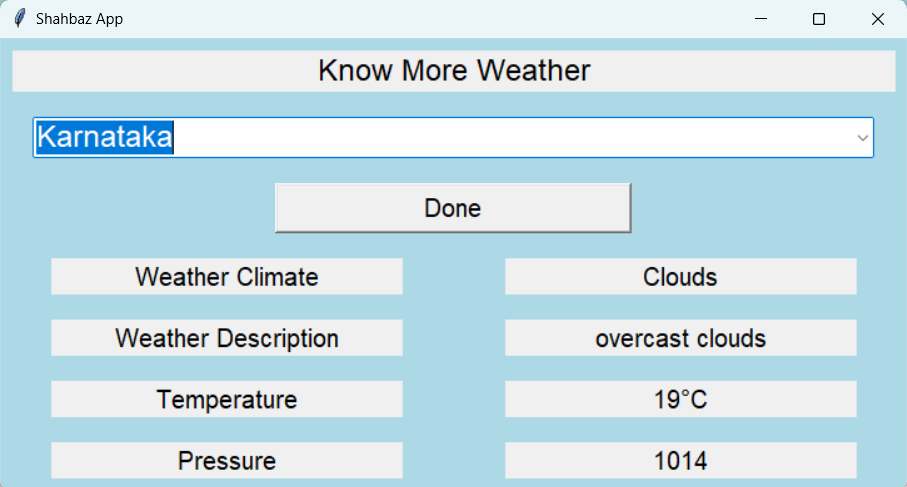 Shahbaz App
Know More Weather
Karnataka
Done
Weather Climate Clouds
Weather Description overcast clouds
Temperature 19°C
Pressure 1014